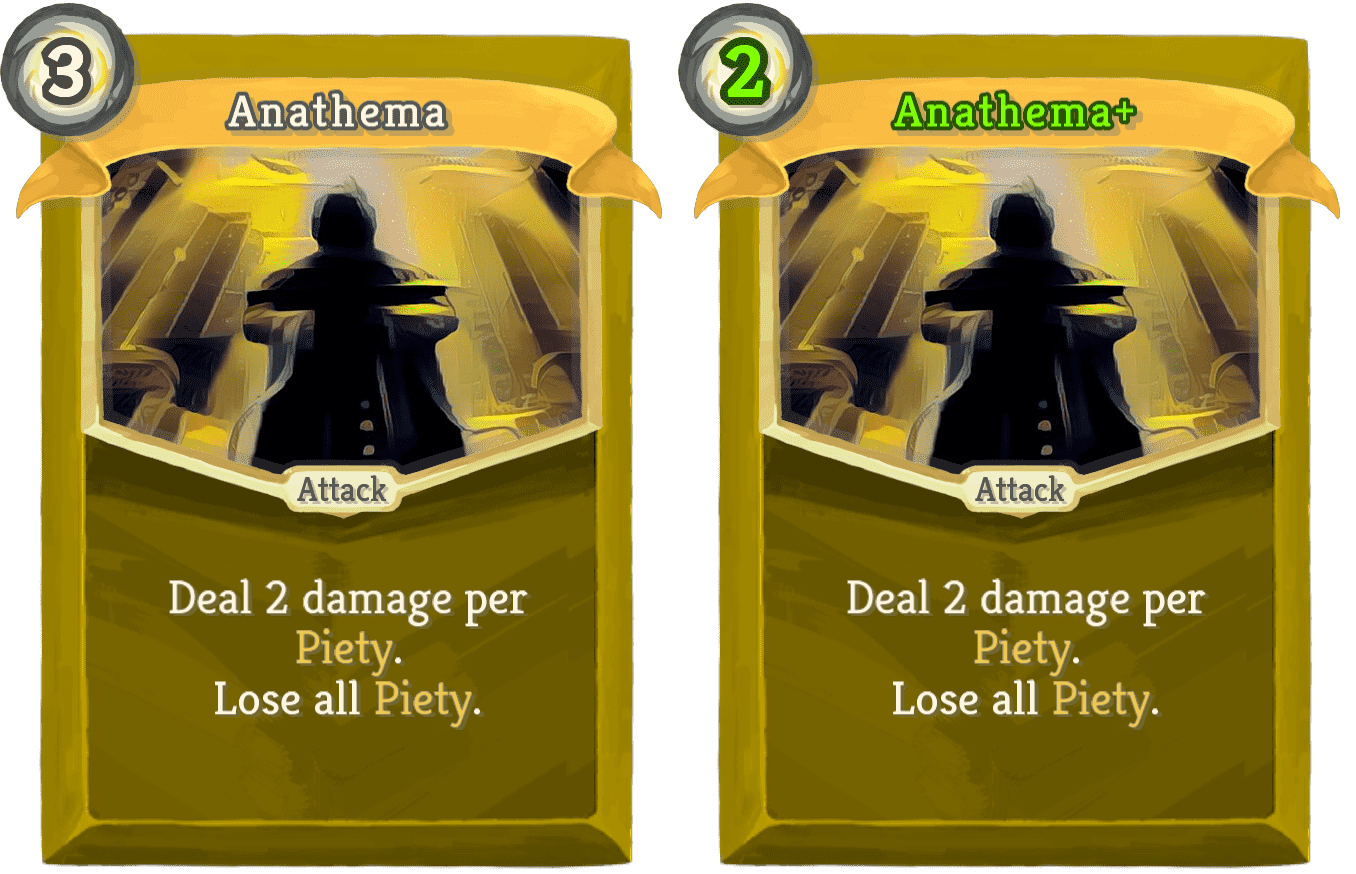 3
Anathema
Attack
Deal 2 damage per
Piety.
Lose all Piety.
2
Anathema+
Attack
Deal 2 damage per
Piety.
Lose all Piety.